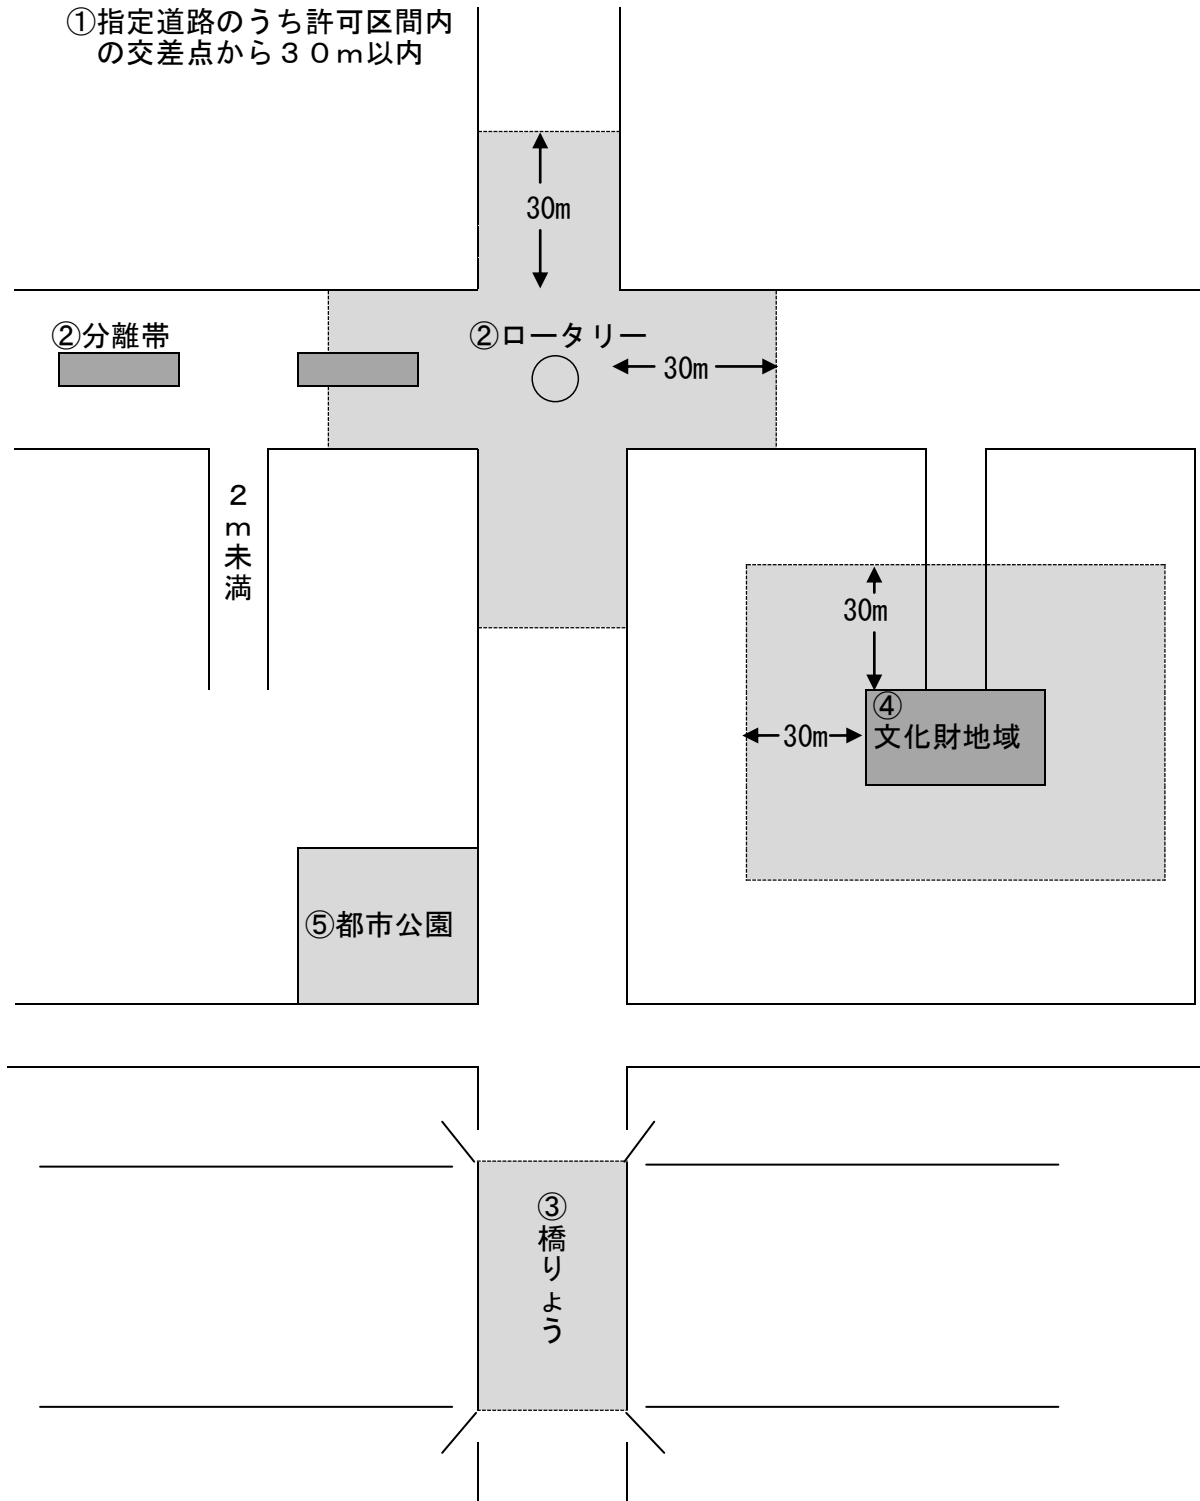 ①指定道路のうち許可区間内
の交差点から３０ｍ以内
30m
②分離帯
②ロータリー
30m
２ｍ未満
30m
④
文化財地域
30m
⑤都市公園
③橋りょう